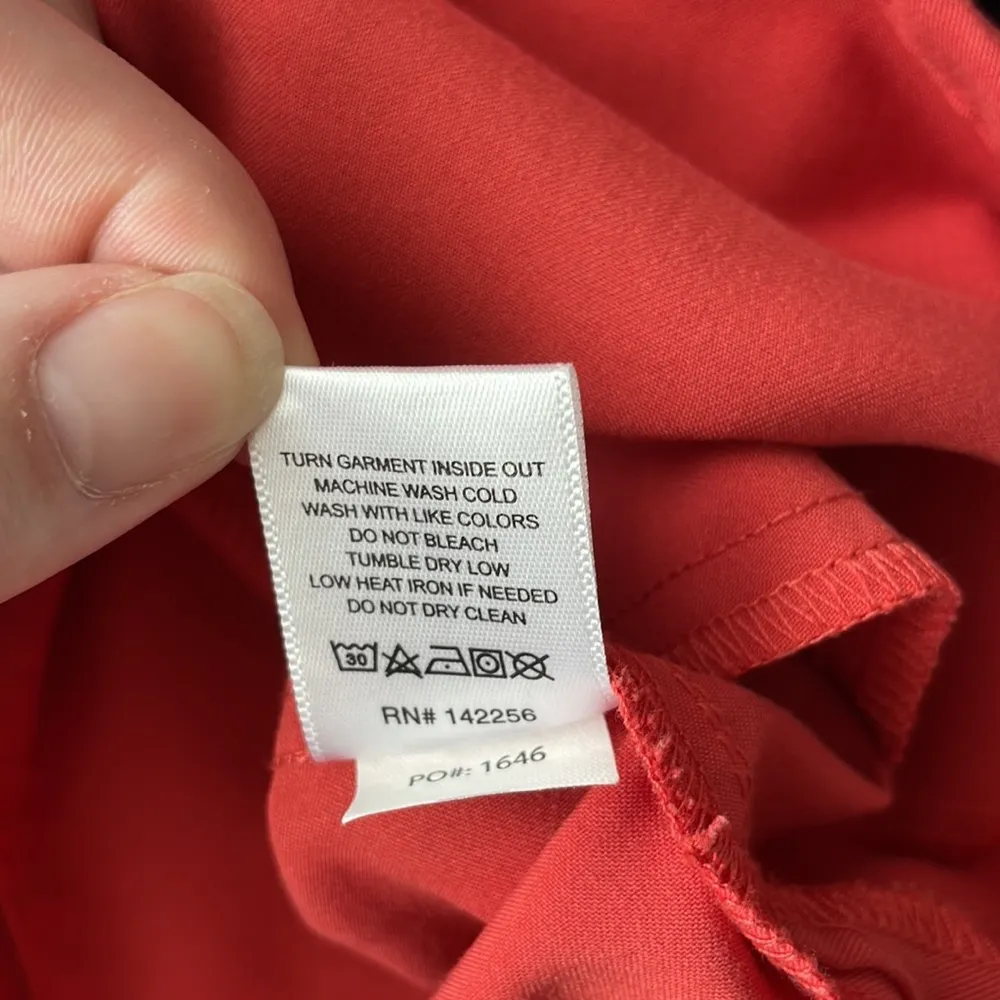 TURN GARMENT INSIDE OUT
MACHINE WASH COLD
WASH WITH LIKE COLORS
DO NOT BLEACH
TUMBLE DRY LOW
LOW HEAT IRON IF NEEDED
DO NOT DRY CLEAN
30
RN# 142256
PO#: 1646